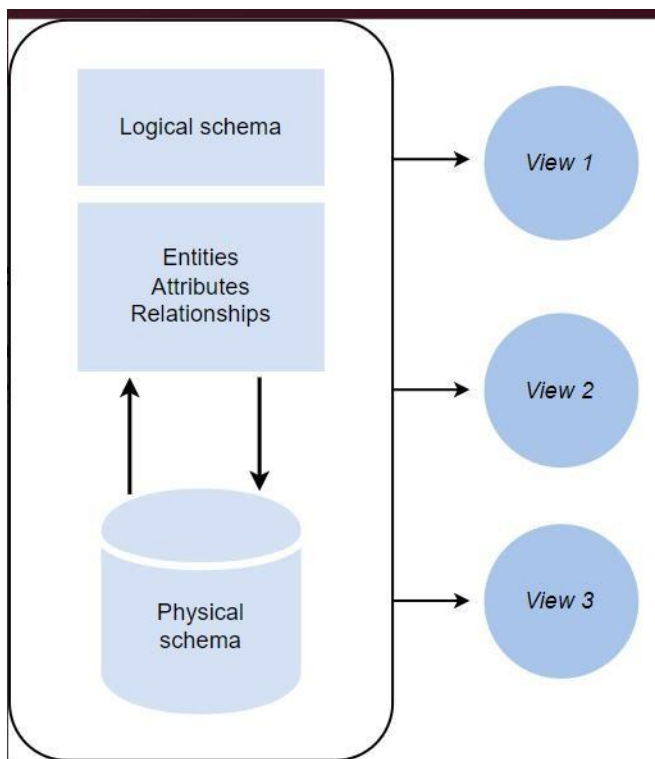 Logical schema
Entities
Attributes
Relationships
Physical
schema
View 1
View 2
View 3